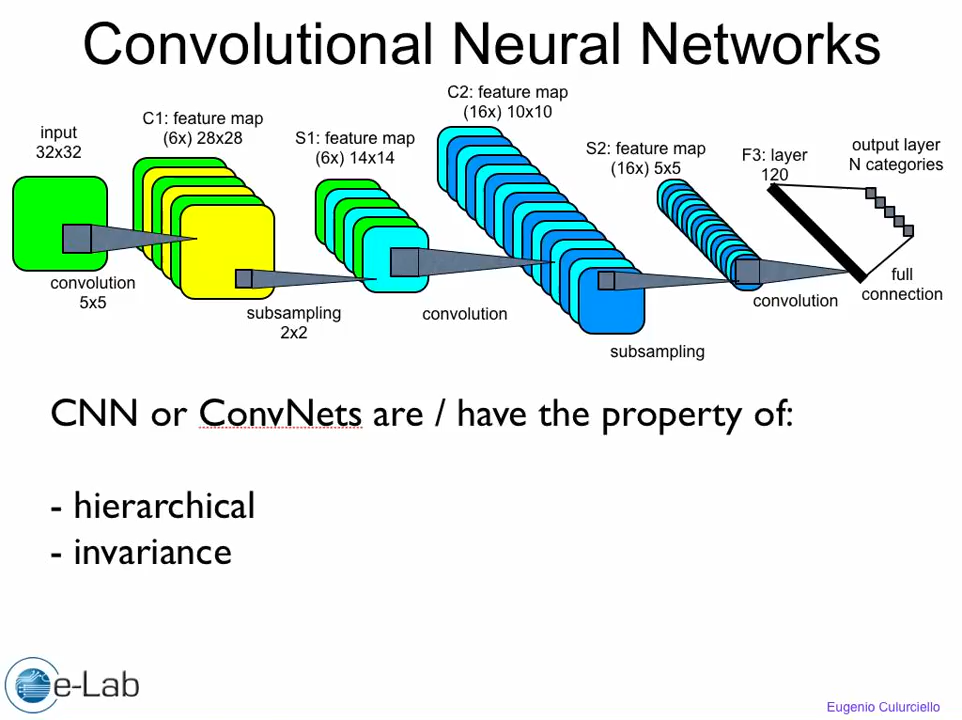 Convolutional Neural Networks
input
32x32
C1: feature map
(6x) 28x28
S1: feature map
(6x) 14x14
C2: feature map
(16x) 10x10
S2: feature map
(16x) 5x5
F3: layer
120
output layer
N categories
convolution
5x5
subsampling
2x2
convolution
subsampling
convolution
full
connection
CNN or ConvNets are / have the property of:
- hierarchical
- invariance
e-Lab
Eugenio Culurciello